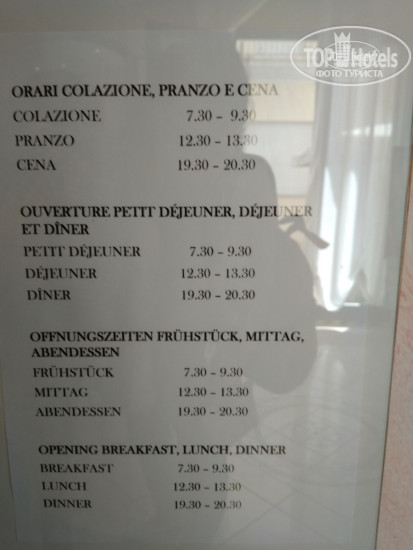 TOP Hotels
ФОТО ТУРИСТА
ORARI COLAZIONE, PRANZO E CENA
COLAZIONE 7.30 - 9.30
PRANZO 12.30 - 13.30
CENA 19.30 - 20.30
OUVERTURE PETIT DÉJEUNER, DÉJEUNER
ET DÎNER
PETIT DÉJEUNER 7.30 - 9.30
DÉJEUNER 12.30 - 13.30
DÎNER 19.30 - 20.30
OFFNUNGSZEITEN FRÜHSTÜCK, MITTAG,
ABENDESSEN
FRÜHSTÜCK 7.30 - 9.30
MITTAG 12.30 - 13.30
ABENDESSEN 19.30 - 20.30
OPENING BREAKFAST, LUNCH, DINNER
BREAKFAST 7.30 - 9.30
LUNCH 12.30 - 13.30
DINNER 19.30 - 20.30